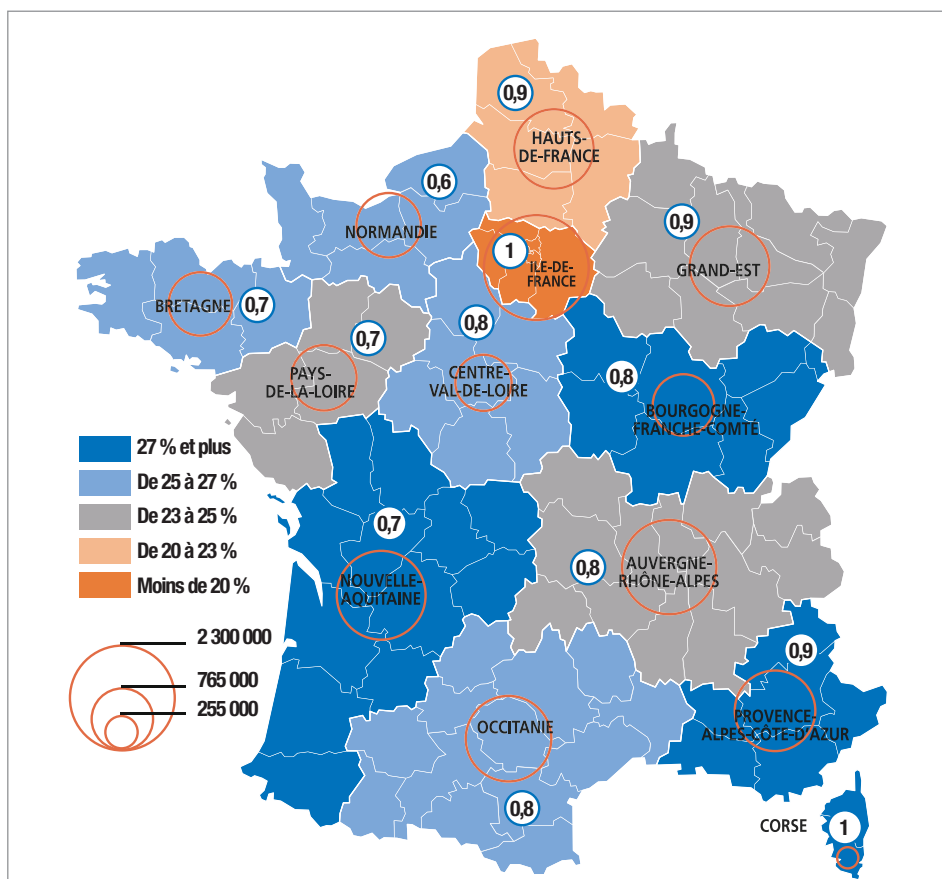 0,9
HAUTS-
DE-FRANCE
0,6
NORMANDIE
1
ÎLE-DE-
FRANCE
0,9
GRAND-EST
BRETAGNE
0,7
0,7
PAYS-
DE-LA-LOIRE
0,8
CENTRE-
VAL-DE-LOIRE
0,8
BOURGOGNE-
FRANCHE-COMTÉ
27 % et plus
De 25 à 27 %
De 23 à 25 %
De 20 à 23 %
Moins de 20 %
0,7
NOUVELLE-
AQUITAINE
0,8
AUVERGNE-
RHÔNE-ALPES
2 300 000
765 000
255 000
0,9
PROVENCE-
ALPES-CÔTE-D'AZUR
OCCITANIE
0,8
CORSE
1